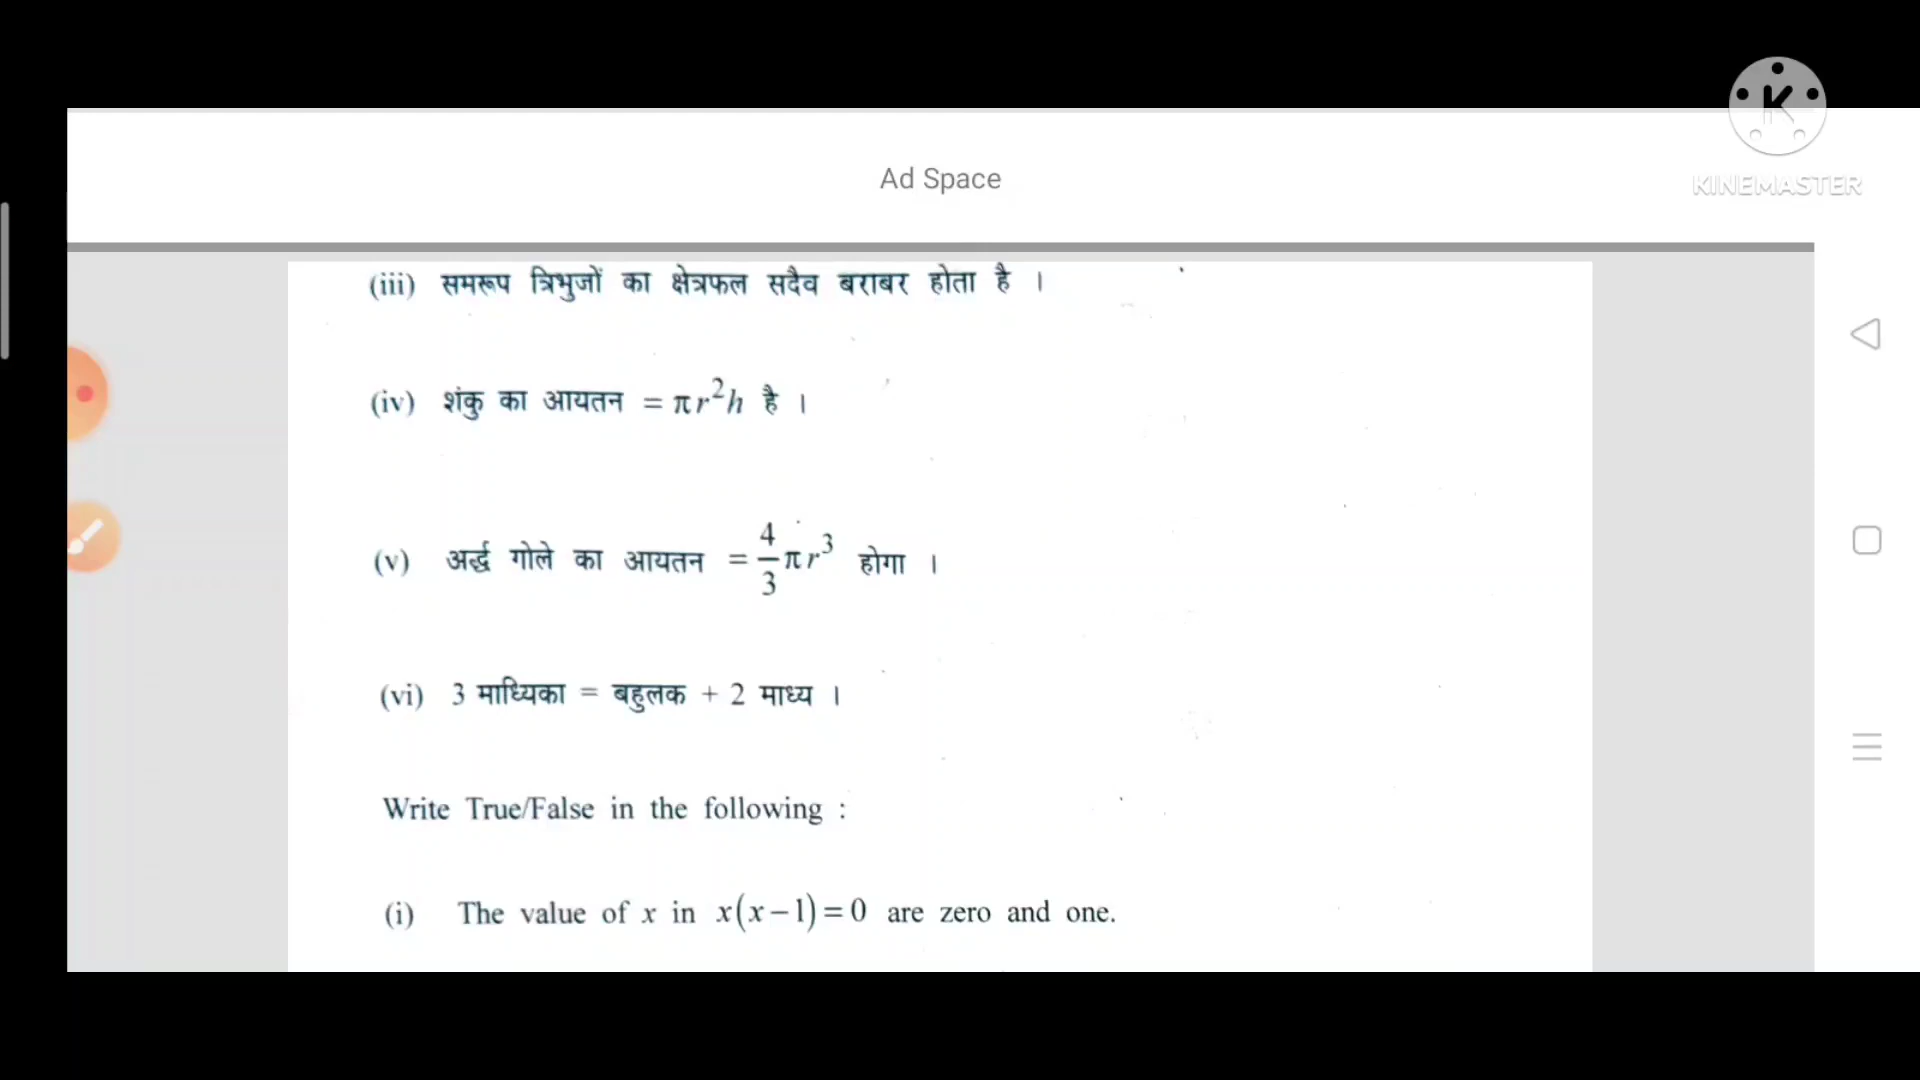 Ad Space
KINEMASTER
(iii) समरूप त्रिभुजों का क्षेत्रफल सदैव बराबर होता है ।
(iv) शंकु का आयतन = πr²h है ।
(v) अर्द्ध गोले का आयतन = 4/3 πr³ होगा ।
(vi) 3 माध्यिका = बहुलक + 2 माध्य ।
Write True/False in the following :
(i) The value of x in x(x−1)=0 are zero and one.